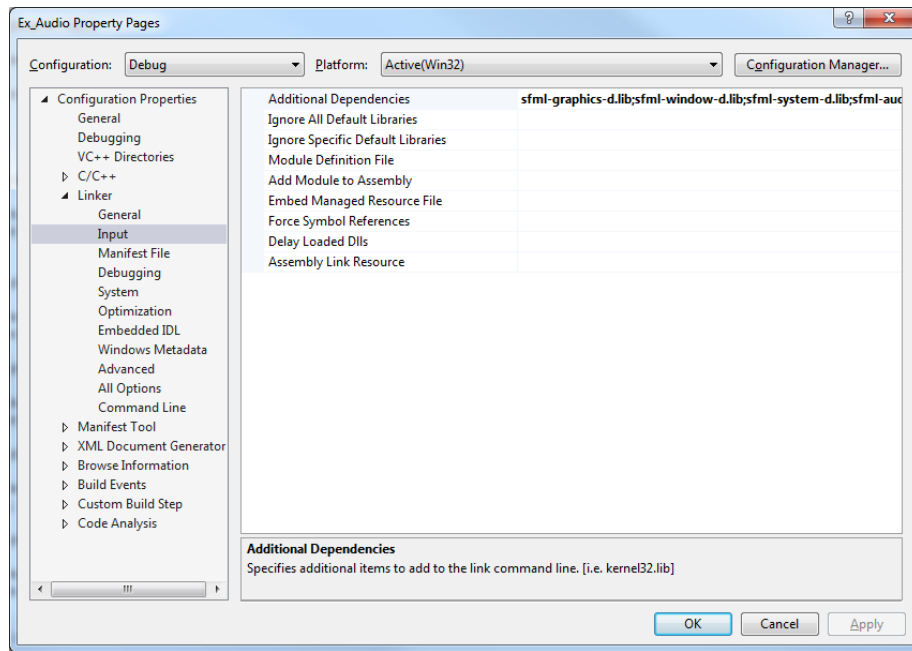 Ex_Audio Property Pages
Configuration: Debug Platform: Active(Win32) Configuration Manager...
Configuration Properties
General
Debugging
VC++ Directories
C/C++
Linker
General
Input
Manifest File
Debugging
System
Optimization
Embedded IDL
Windows Metadata
Advanced
All Options
Command Line
Manifest Tool
XML Document Generator
Browse Information
Build Events
Custom Build Step
Code Analysis
Additional Dependencies sfml-graphics-d.lib;sfml-window-d.lib;sfml-system-d.lib;sfml-aud
Ignore All Default Libraries
Ignore Specific Default Libraries
Module Definition File
Add Module to Assembly
Embed Managed Resource File
Force Symbol References
Delay Loaded Dlls
Assembly Link Resource
Additional Dependencies
Specifies additional items to add to the link command line. [i.e. kernel32.lib]
OK Cancel Apply